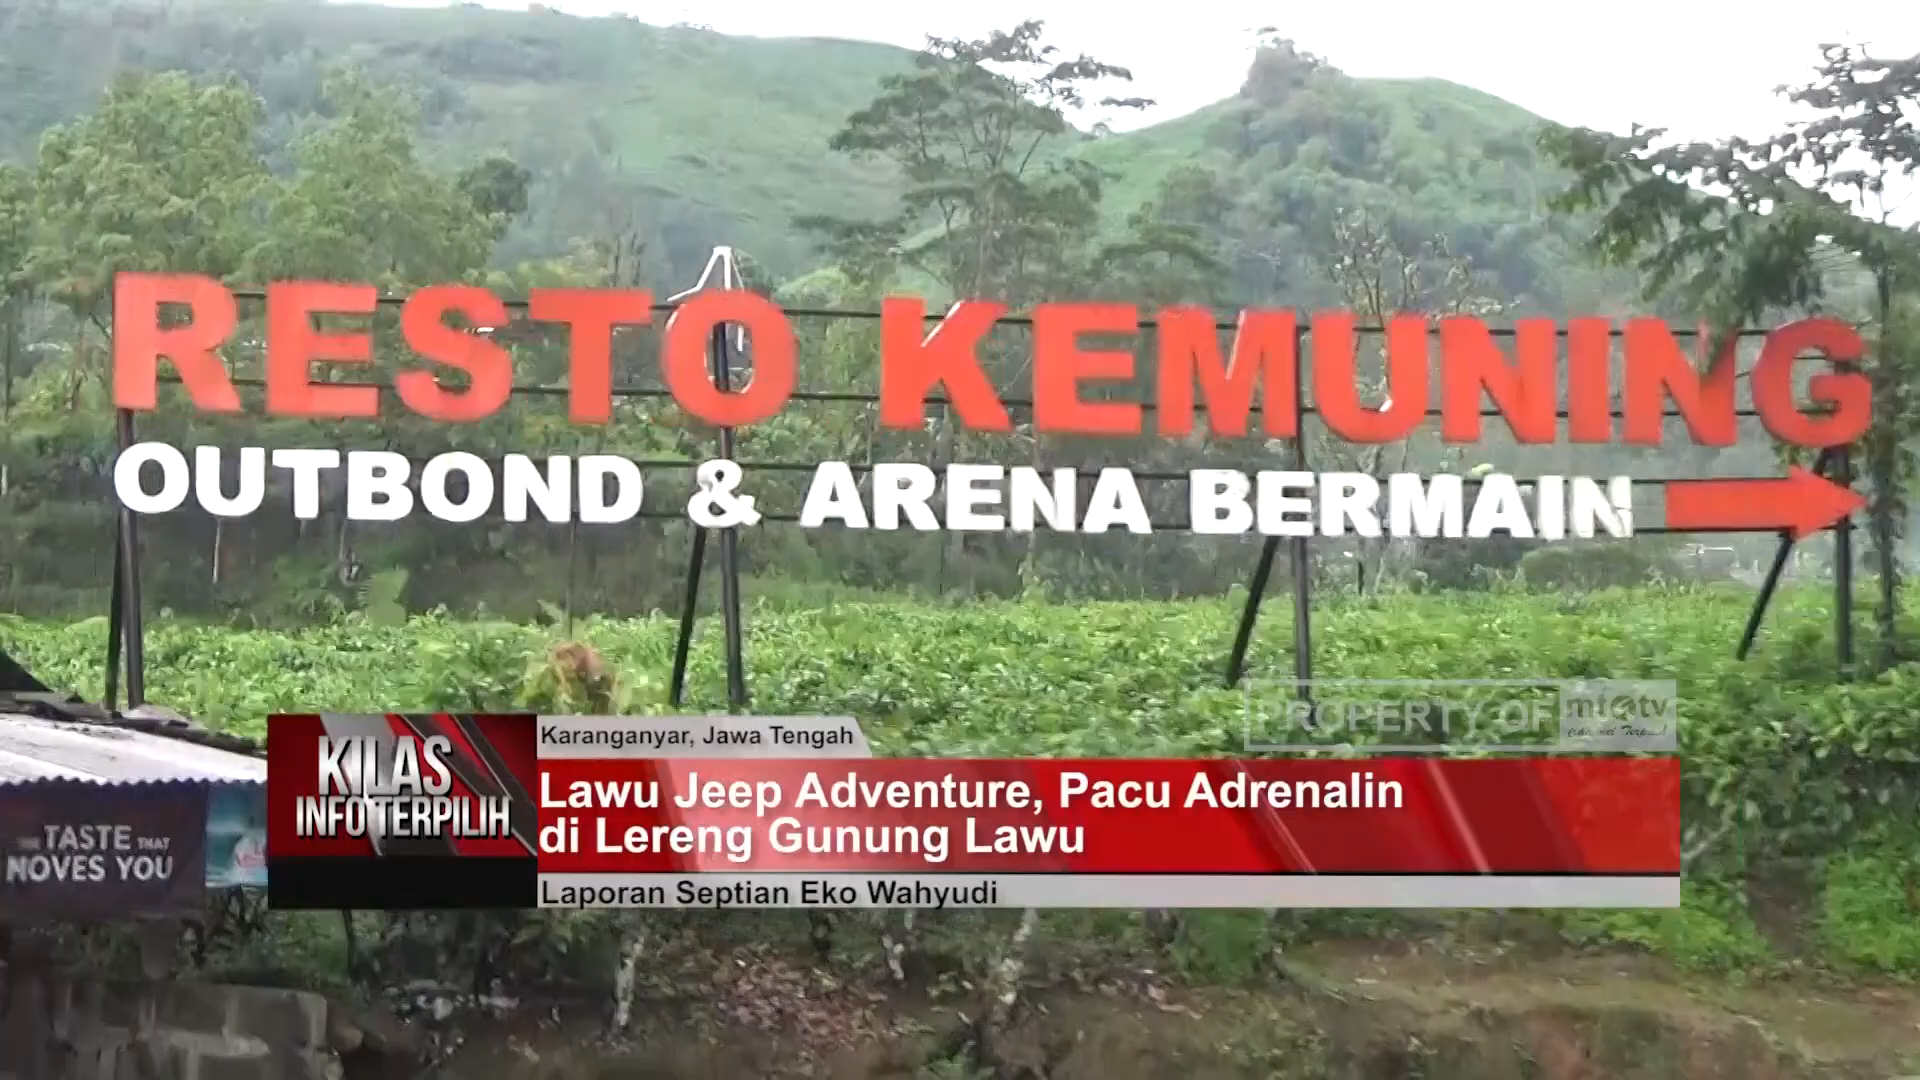 RESTO KEMUNING
OUTBOND & ARENA BERMAIN
PROPERTY OF
KILAS
INFO TERPILIH
Karanganyar, Jawa Tengah
Lawu Jeep Adventure, Pacu Adrenalin
di Lereng Gunung Lawu
Laporan Septian Eko Wahyudi
TASTE THAT
MOVES YOU